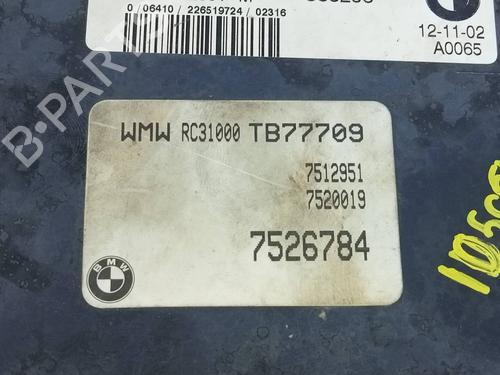 0 / 06410 / 226519724 / 02316
12-11-02
A0065
WMW RC31000 TB77709
7512951
7520019
7526784
BMW
B-PARTS